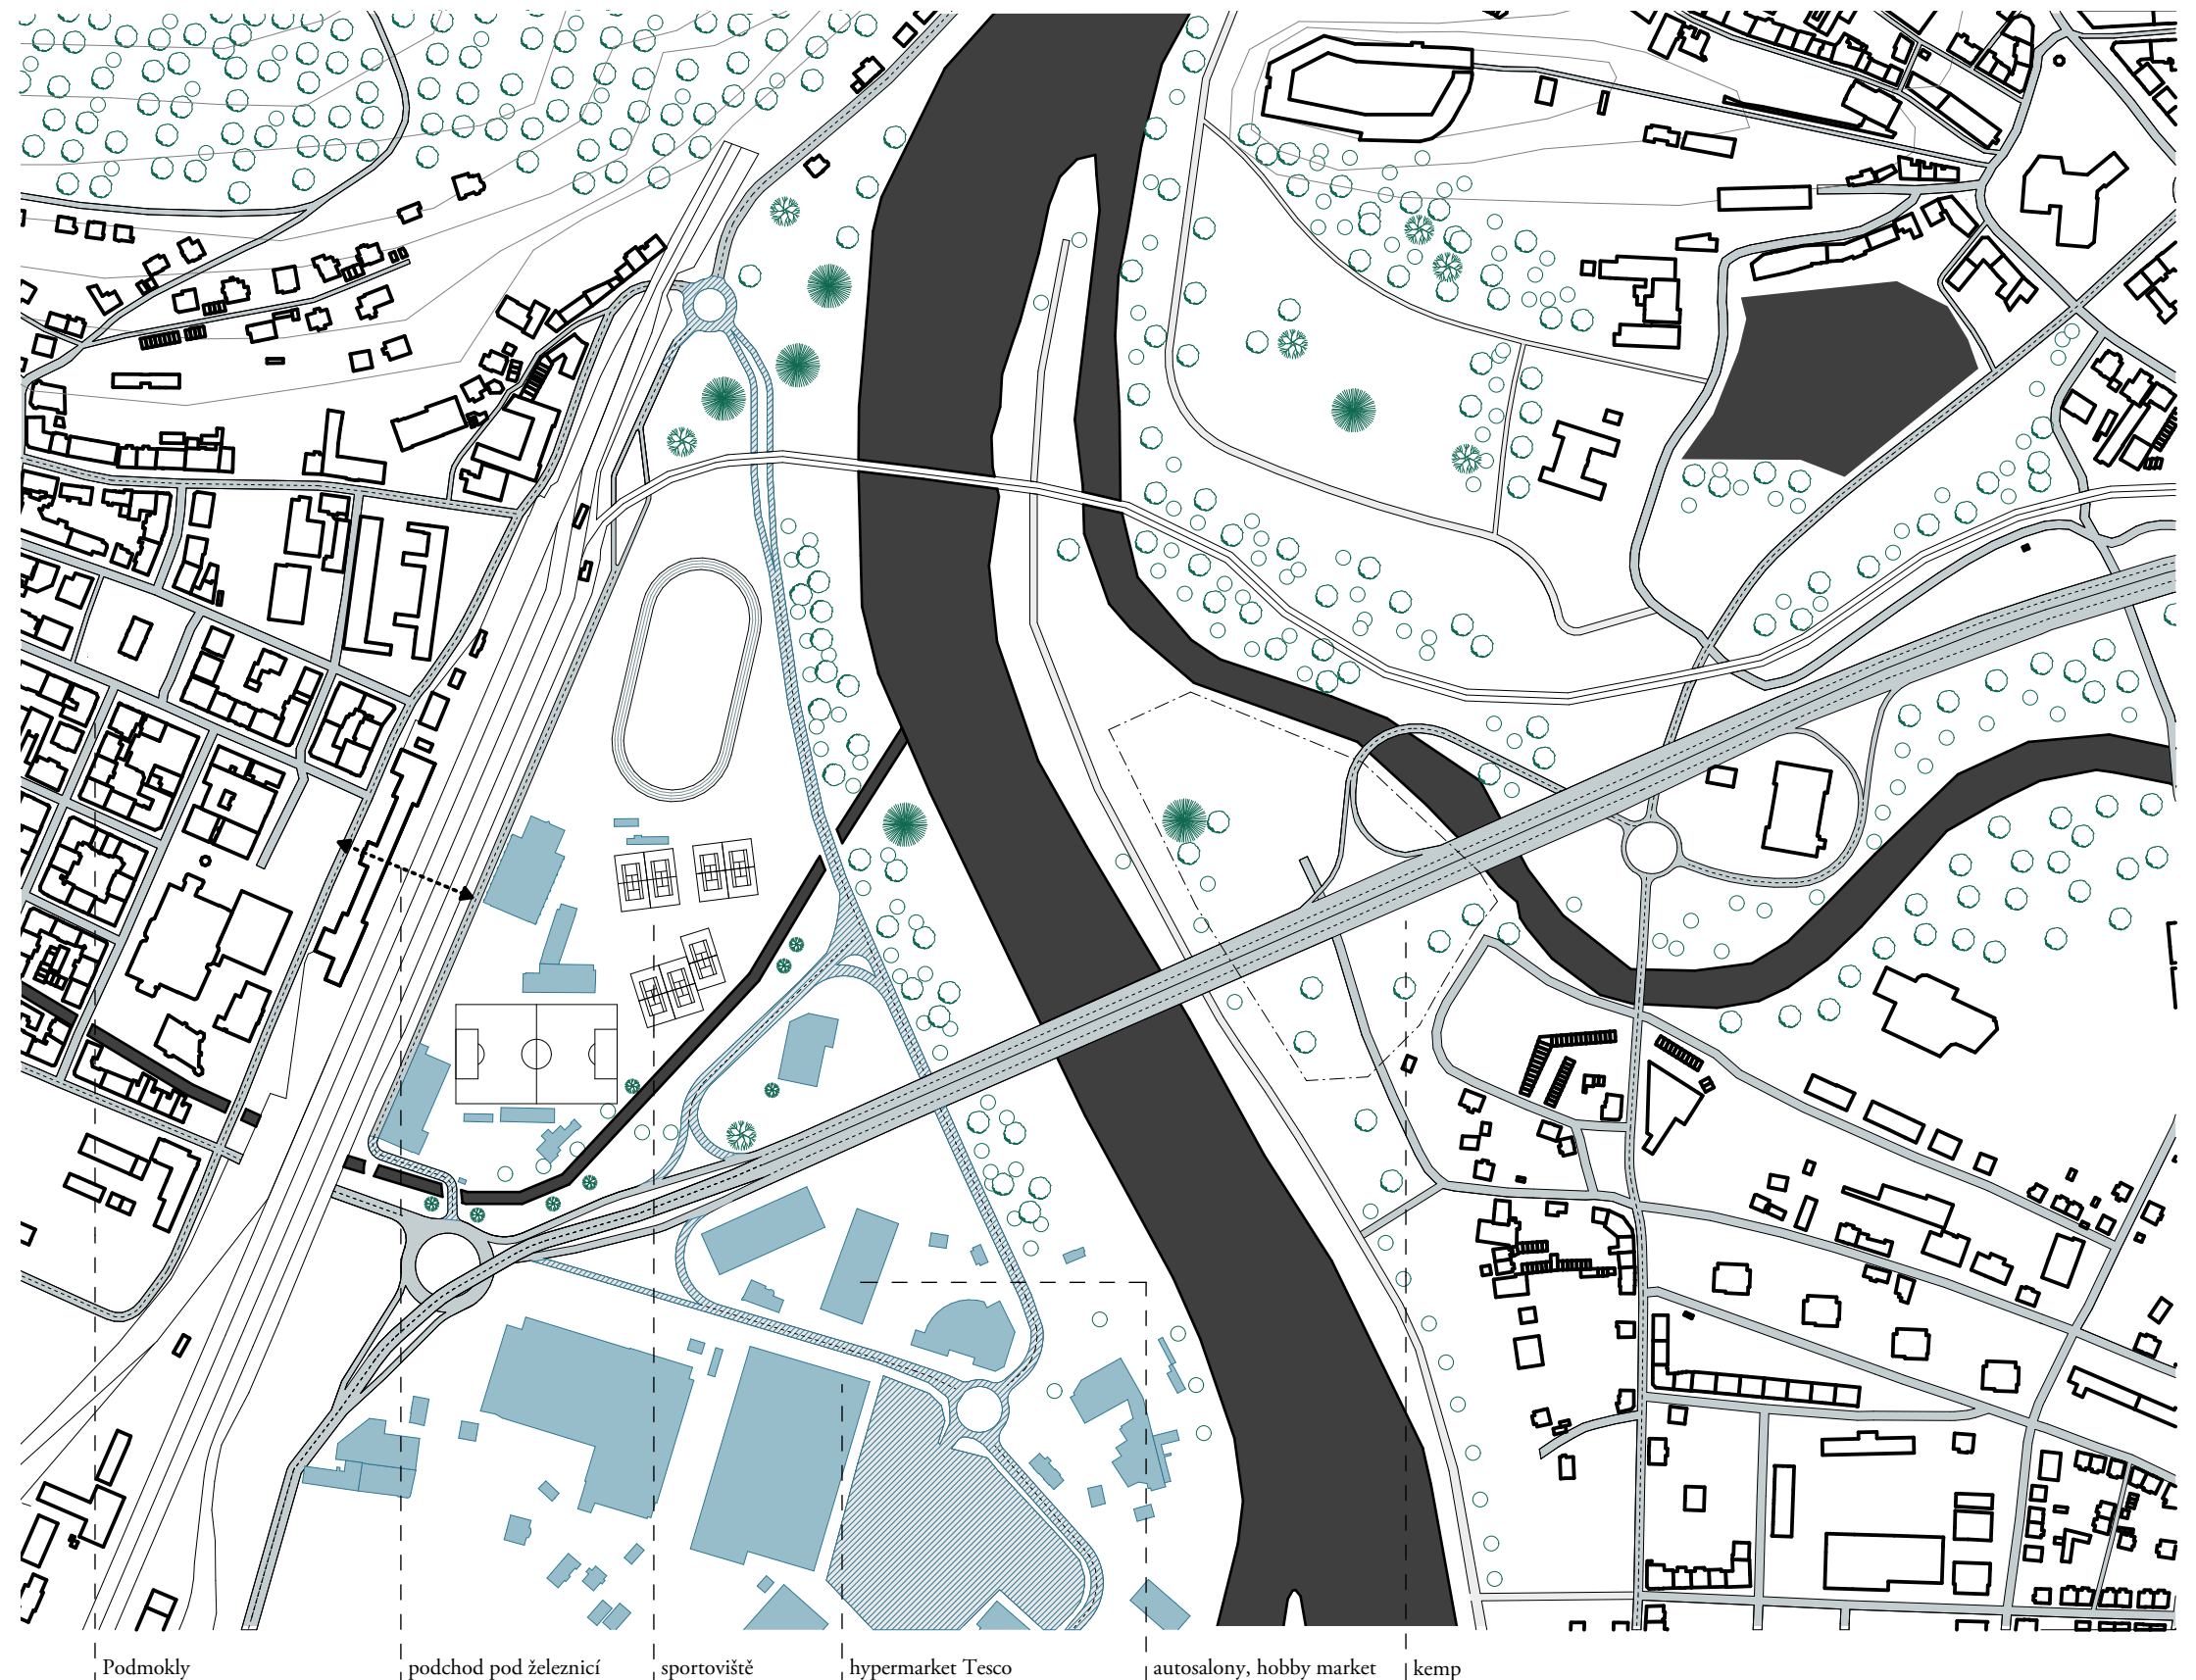 Podmokly
podchod pod železnicí
sportoviště
hypermarket Tesco
autosalony, hobby market
kemp